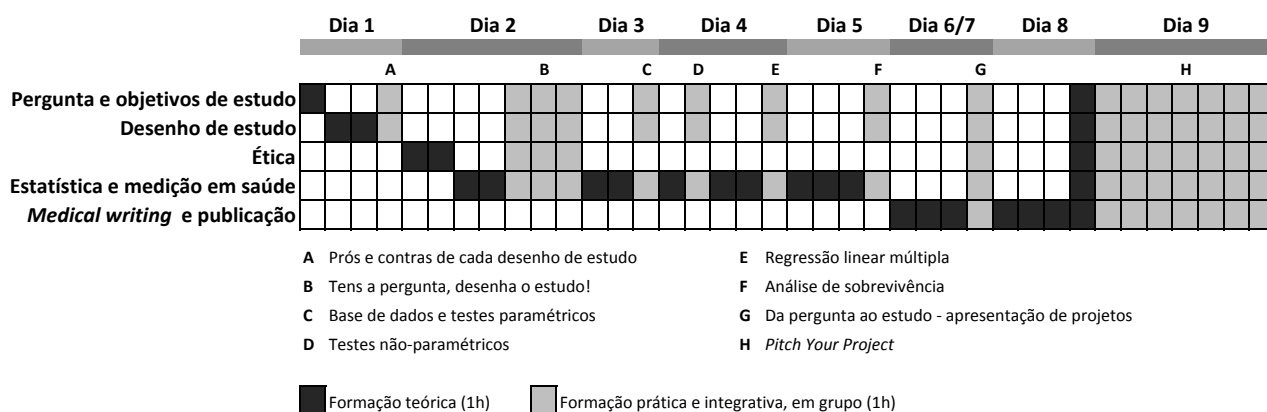 Dia 1 Dia 2 Dia 3 Dia 4 Dia 5 Dia 6/7 Dia 8 Dia 9
A B C D E F G H
Pergunta e objetivos de estudo
Desenho de estudo
Ética
Estatística e medição em saúde
Medical writing e publicação
A Prós e contras de cada desenho de estudo
B Tens a pergunta, desenha o estudo!
C Base de dados e testes paramétricos
D Testes não-paramétricos
E Regressão linear múltipla
F Análise de sobrevivência
G Da pergunta ao estudo - apresentação de projetos
H Pitch Your Project
Formação teórica (1h)
Formação prática e integrativa, em grupo (1h)